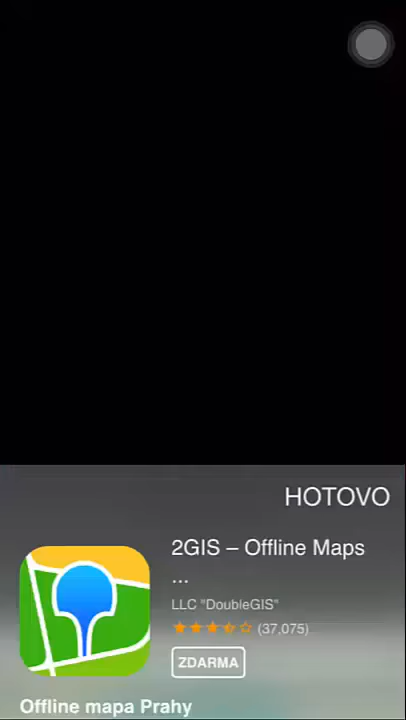 HOTOVO
2GIS – Offline Maps
...
LLC "DoubleGIS"
(37,075)
ZDARMA
Offline mapa Prahy